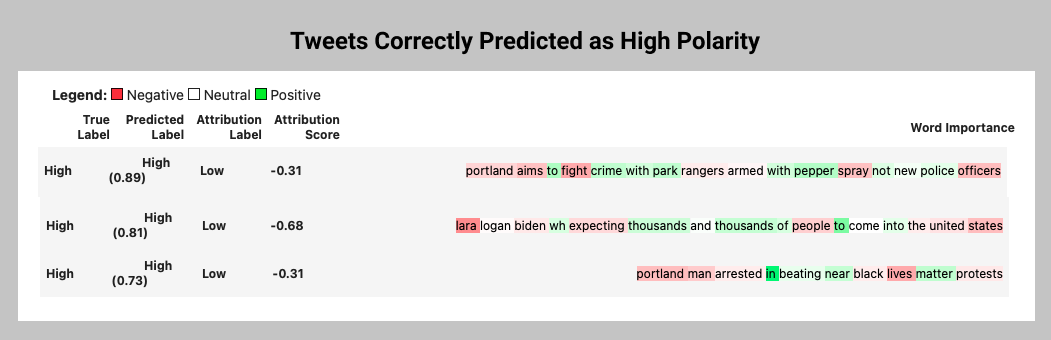 Tweets Correctly Predicted as High Polarity
Legend: Negative Neutral Positive
True Label Predicted Label Attribution Label Attribution Score Word Importance
High High (0.89) Low -0.31 portland aims to fight crime with park rangers armed with pepper spray not new police officers
High High (0.81) Low -0.68 lara logan biden wh expecting thousands and thousands of people to come into the united states
High High (0.73) Low -0.31 portland man arrested in beating near black lives matter protests